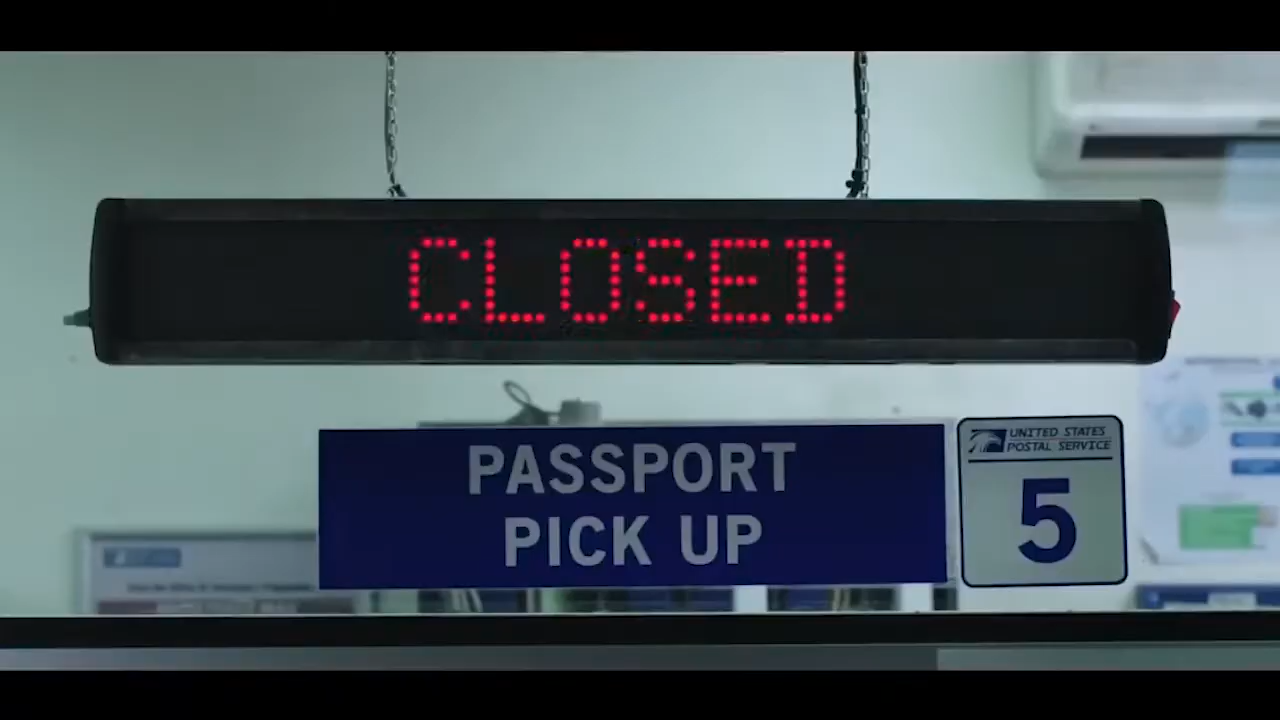 CLOSED
PASSPORT
PICK UP
UNITED STATES
POSTAL SERVICE
5